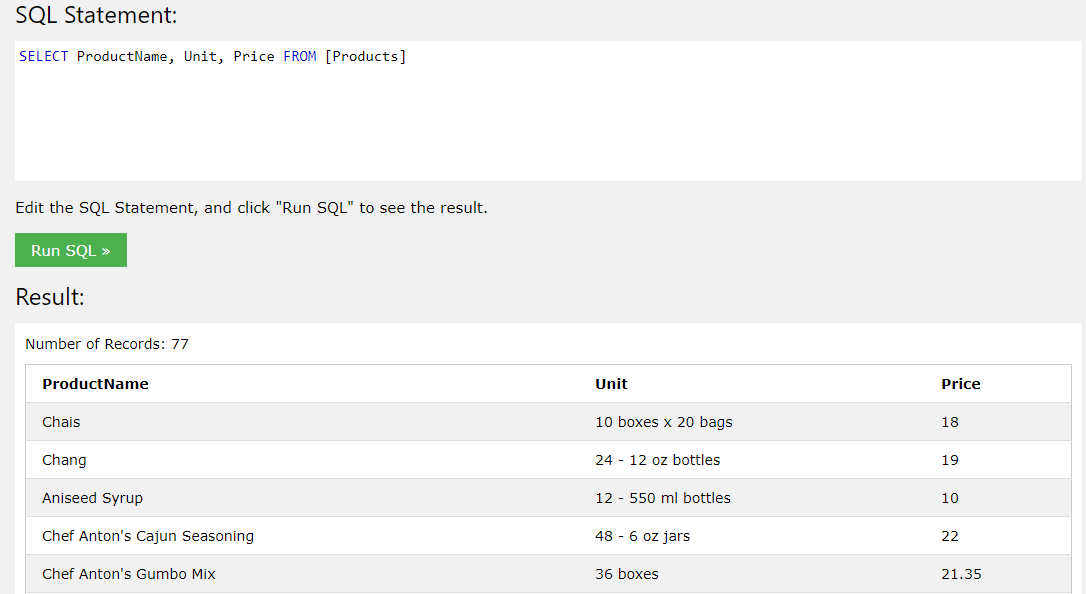 SQL Statement:
SELECT ProductName, Unit, Price FROM [Products]
Edit the SQL Statement, and click "Run SQL" to see the result.
Run SQL »
Result:
Number of Records: 77
ProductName Unit Price
Chais 10 boxes x 20 bags 18
Chang 24 - 12 oz bottles 19
Aniseed Syrup 12 - 550 ml bottles 10
Chef Anton's Cajun Seasoning 48 - 6 oz jars 22
Chef Anton's Gumbo Mix 36 boxes 21.35